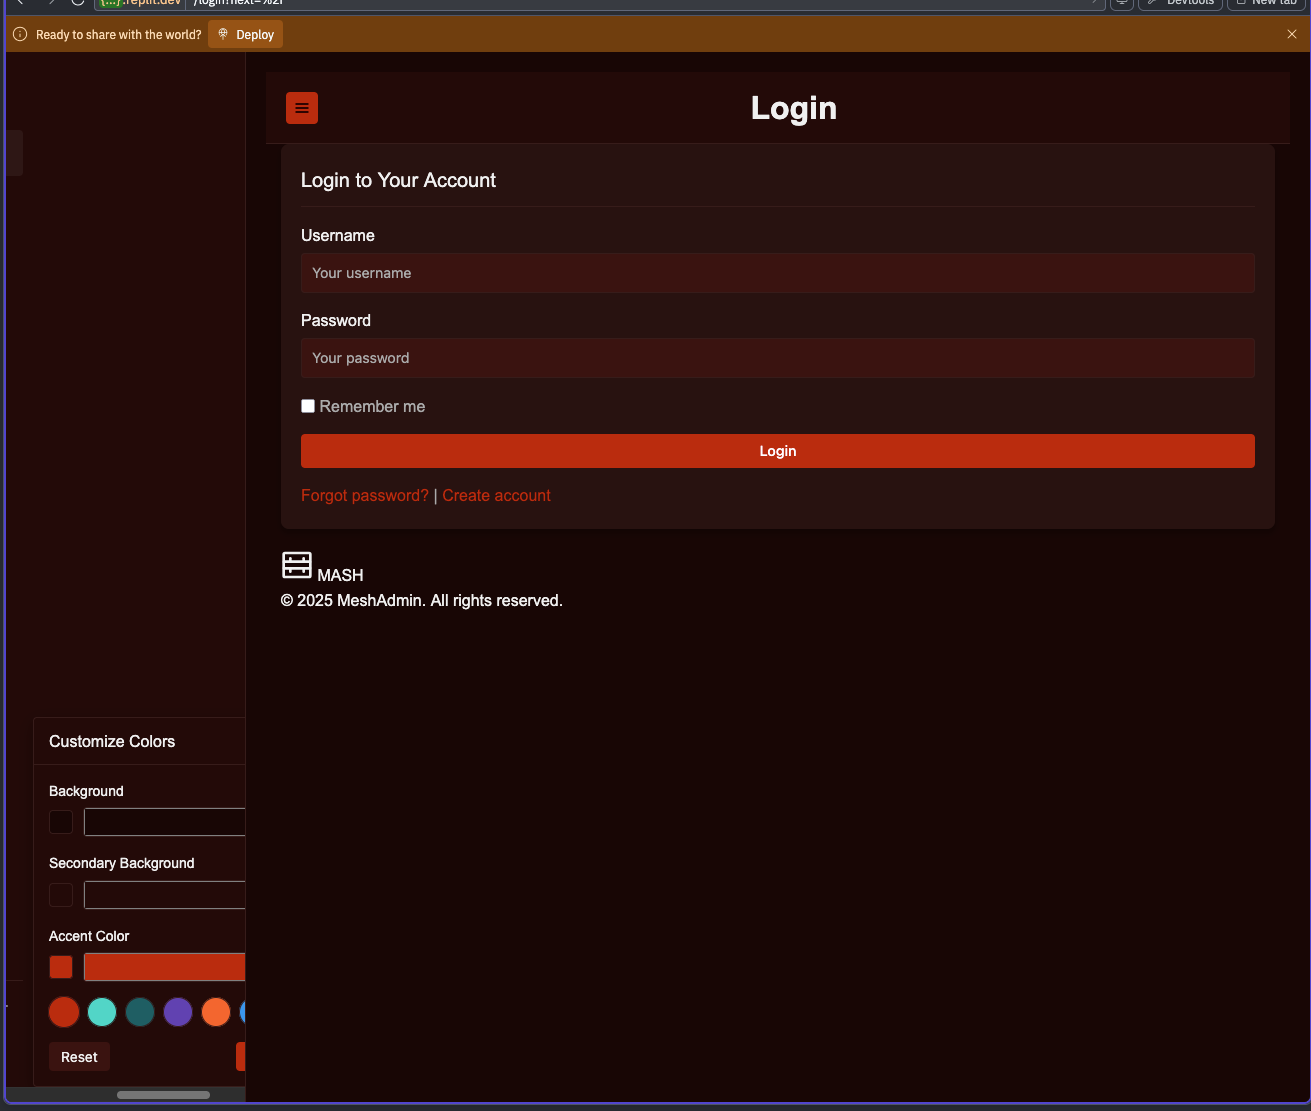 {...}.replit.dev /login?next=%2F Devtools New tab
Ready to share with the world? Deploy
Login
Login to Your Account
Username
Your username
Password
Your password
Remember me
Login
Forgot password? | Create account
MASH
© 2025 MeshAdmin. All rights reserved.
Customize Colors
Background
Secondary Background
Accent Color
Reset